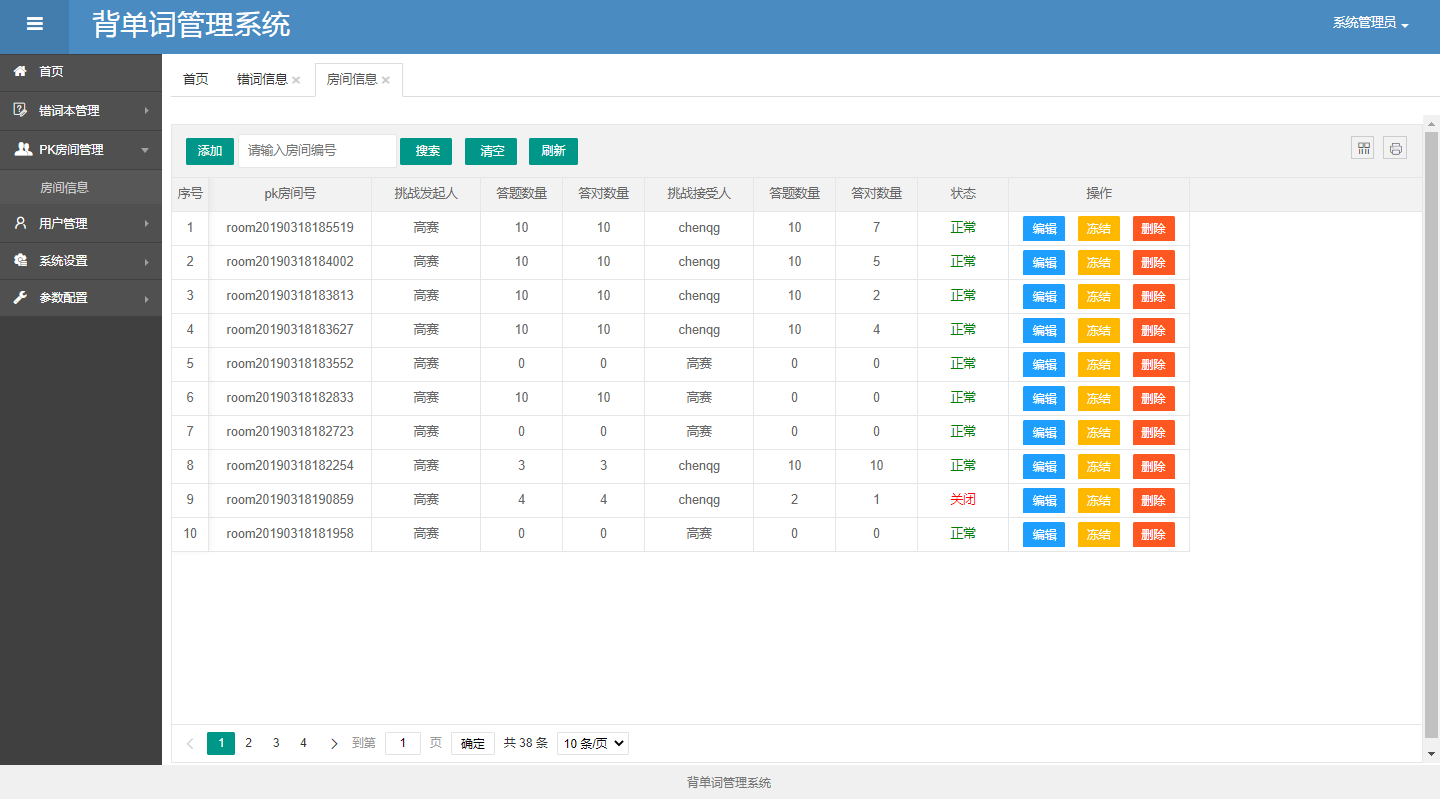 背单词管理系统
系统管理员
首页
错词本管理
PK房间管理
房间信息
用户管理
系统设置
参数配置
首页 错词信息 房间信息
添加 请输入房间编号 搜索 清空 刷新
序号 pk房间号 挑战发起人 答题数量 答对数量 挑战接受人 答题数量 答对数量 状态 操作
1 room20190318185519 高赛 10 10 chenqg 10 7 正常 编辑 冻结 删除
2 room20190318184002 高赛 10 10 chenqg 10 5 正常 编辑 冻结 删除
3 room20190318183813 高赛 10 10 chenqg 10 2 正常 编辑 冻结 删除
4 room20190318183627 高赛 10 10 chenqg 10 4 正常 编辑 冻结 删除
5 room20190318183552 高赛 0 0 高赛 0 0 正常 编辑 冻结 删除
6 room20190318182833 高赛 10 10 高赛 0 0 正常 编辑 冻结 删除
7 room20190318182723 高赛 0 0 高赛 0 0 正常 编辑 冻结 删除
8 room20190318182254 高赛 3 3 chenqg 10 10 正常 编辑 冻结 删除
9 room20190318190859 高赛 4 4 chenqg 2 1 关闭 编辑 冻结 删除
10 room20190318181958 高赛 0 0 高赛 0 0 正常 编辑 冻结 删除
1 2 3 4 到第 1 页 确定 共 38 条 10 条/页
背单词管理系统